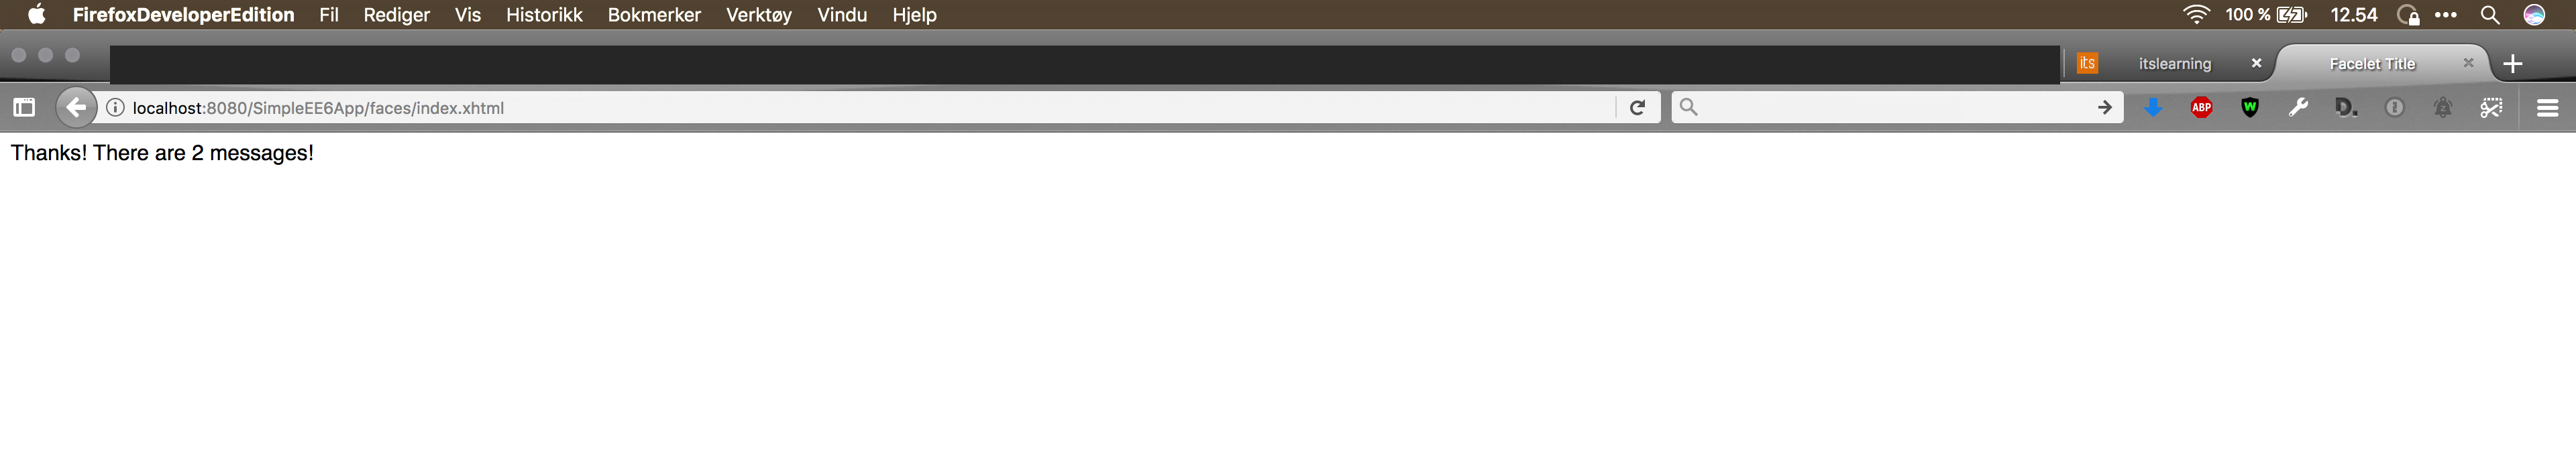 FirefoxDeveloperEdition Fil Rediger Vis Historikk Bokmerker Verktøy Vindu Hjelp 100 % 12.54
its itslearning Facelet Title
localhost:8080/SimpleEE6App/faces/index.xhtml ABP W D.
Thanks! There are 2 messages!